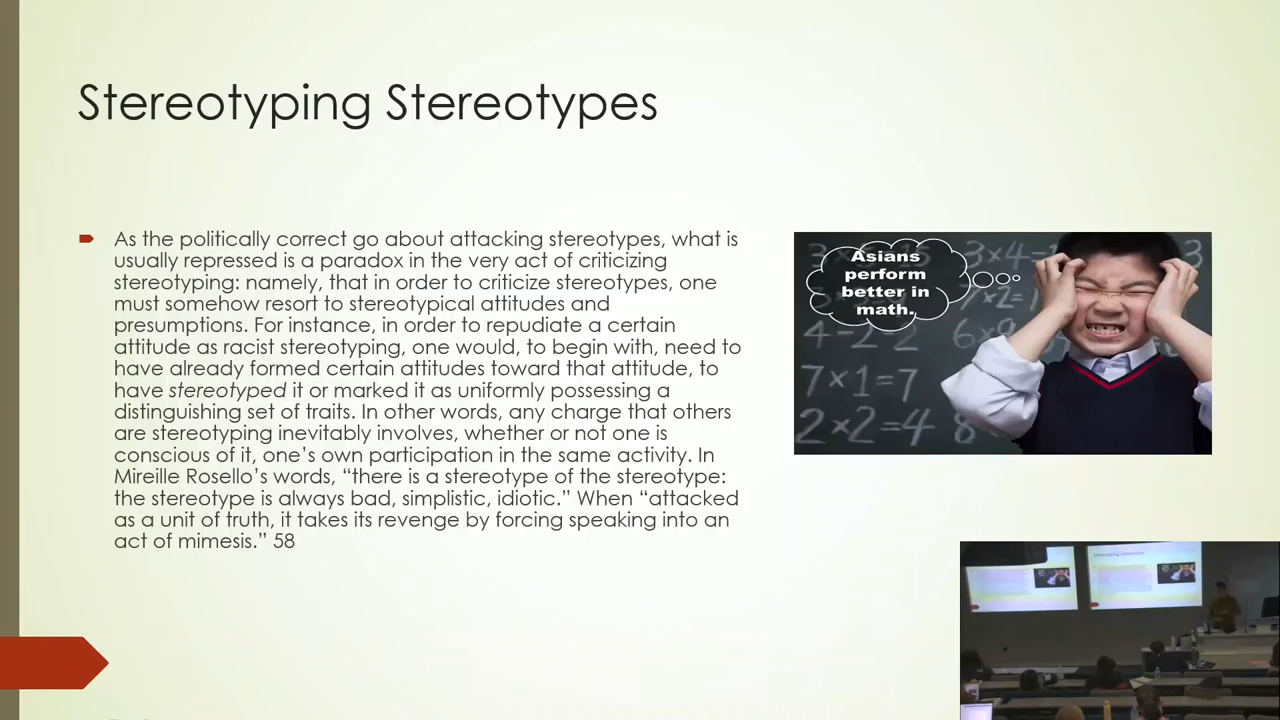 Stereotyping Stereotypes
As the politically correct go about attacking stereotypes, what is
usually repressed is a paradox in the very act of criticizing
stereotyping: namely, that in order to criticize stereotypes, one
must somehow resort to stereotypical attitudes and
presumptions. For instance, in order to repudiate a certain
attitude as racist stereotyping, one would, to begin with, need to
have already formed certain attitudes toward that attitude, to
have stereotyped it or marked it as uniformly possessing a
distinguishing set of traits. In other words, any charge that others
are stereotyping inevitably involves, whether or not one is
conscious of it, one's own participation in the same activity. In
Mireille Rosello's words, “there is a stereotype of the stereotype:
the stereotype is always bad, simplistic, idiotic.” When “attacked
as a unit of truth, it takes its revenge by forcing speaking into an
act of mimesis.” 58
Asians
perform
better in
math.
3×4=
7×1=7
2×2=4 8